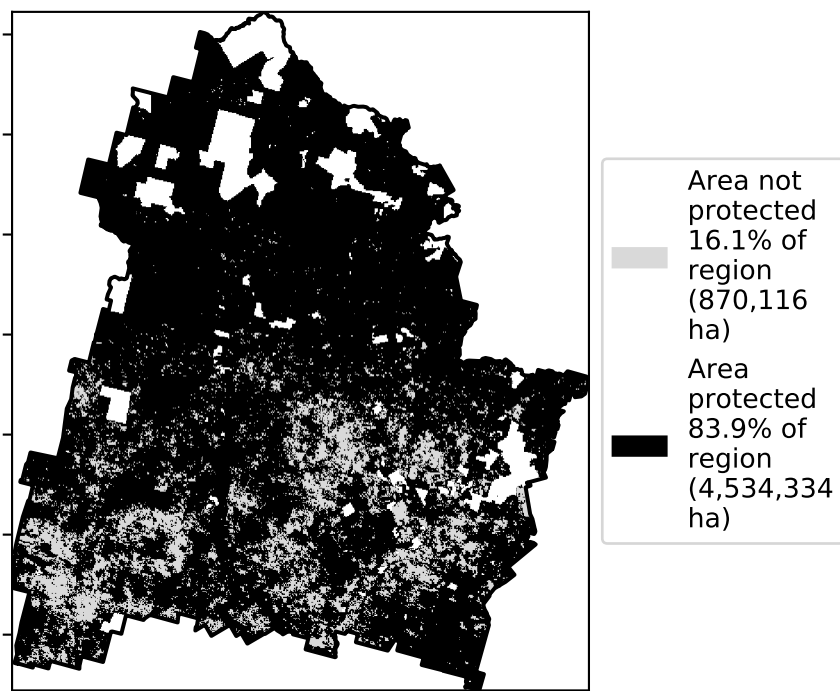 Area not
protected
16.1% of
region
(870,116
ha)
Area
protected
83.9% of
region
(4,534,334
ha)